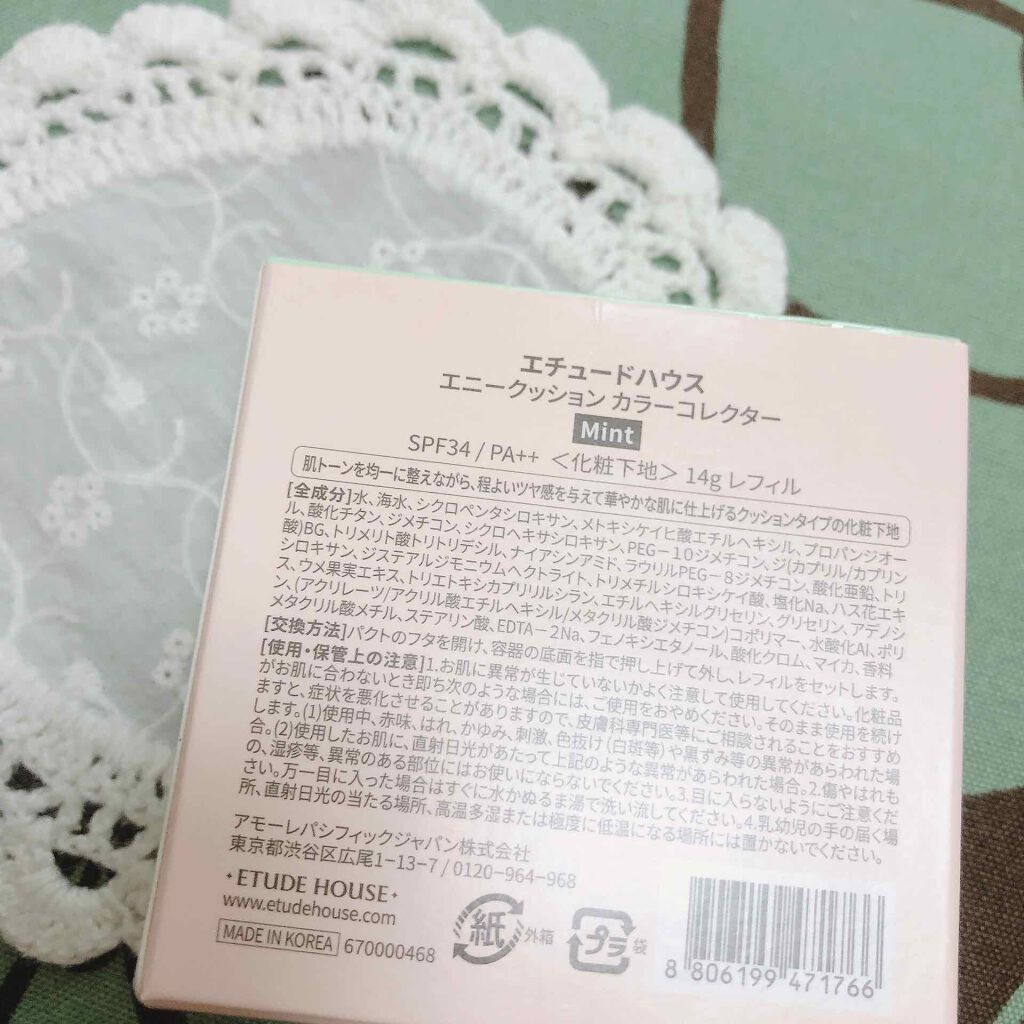 エチュードハウス
エニークッション カラーコレクター
Mint
SPF34 / PA++ ＜化粧下地＞ 14g レフィル
肌トーンを均一に整えながら、程よいツヤ感を与えて華やかな肌に仕上げるクッションタイプの化粧下地
[全成分]水、海水、シクロペンタシロキサン、メトキシケイヒ酸エチルヘキシル、プロパンジオー
ル、酸化チタン、ジメチコン、シクロヘキサシロキサン、PEG－10ジメチコン、ジ(カプリル/カプリン
酸)BG、トリメリト酸トリトリデシル、ナイアシンアミド、ラウリルPEG－8ジメチコン、酸化亜鉛、トリ
シロキサン、ジステアルジモニウムヘクトライト、トリメチルシロキシケイ酸、塩化Na、ハス花エキ
ス、ウメ果実エキス、トリエトキシカプリリルシラン、エチルヘキシルグリセリン、グリセリン、アデノシ
ン、(アクリレーツ/アクリル酸エチルヘキシル/メタクリル酸ジメチコン)コポリマー、水酸化Al、ポリ
メタクリル酸メチル、ステアリン酸、EDTA－2Na、フェノキシエタノール、酸化クロム、マイカ、香料
[交換方法]パクトのフタを開け、容器の底面を指で押し上げて外し、レフィルをセットします。
[使用・保管上の注意]1.お肌に異常が生じていないかよく注意して使用してください。化粧品
がお肌に合わないとき即ち次のような場合には、ご使用をおやめください。そのまま使用を続け
ますと、症状を悪化させることがありますので、皮膚科専門医等にご相談されることをおすすめ
します。(1)使用中、赤味、はれ、かゆみ、刺激、色抜け(白斑等)や黒ずみ等の異常があらわれた場
合。(2)使用したお肌に、直射日光があたって上記のような異常があらわれた場合。2.傷やはれも
の、湿疹等、異常のある部位にはお使いにならないでください。3.目に入らないようにご注意くだ
さい。万一目に入った場合はすぐに水かぬるま湯で洗い流してください。4.乳幼児の手の届く場
所、直射日光の当たる場所、高温多湿または極度に低温になる場所には置かないでください。
アモーレパシフィックジャパン株式会社
東京都渋谷区広尾1－13－7 / 0120－964－968
ETUDE HOUSE
www.etudehouse.com
MADE IN KOREA 670000468
紙 外箱
プラ 袋
8 806199 471766